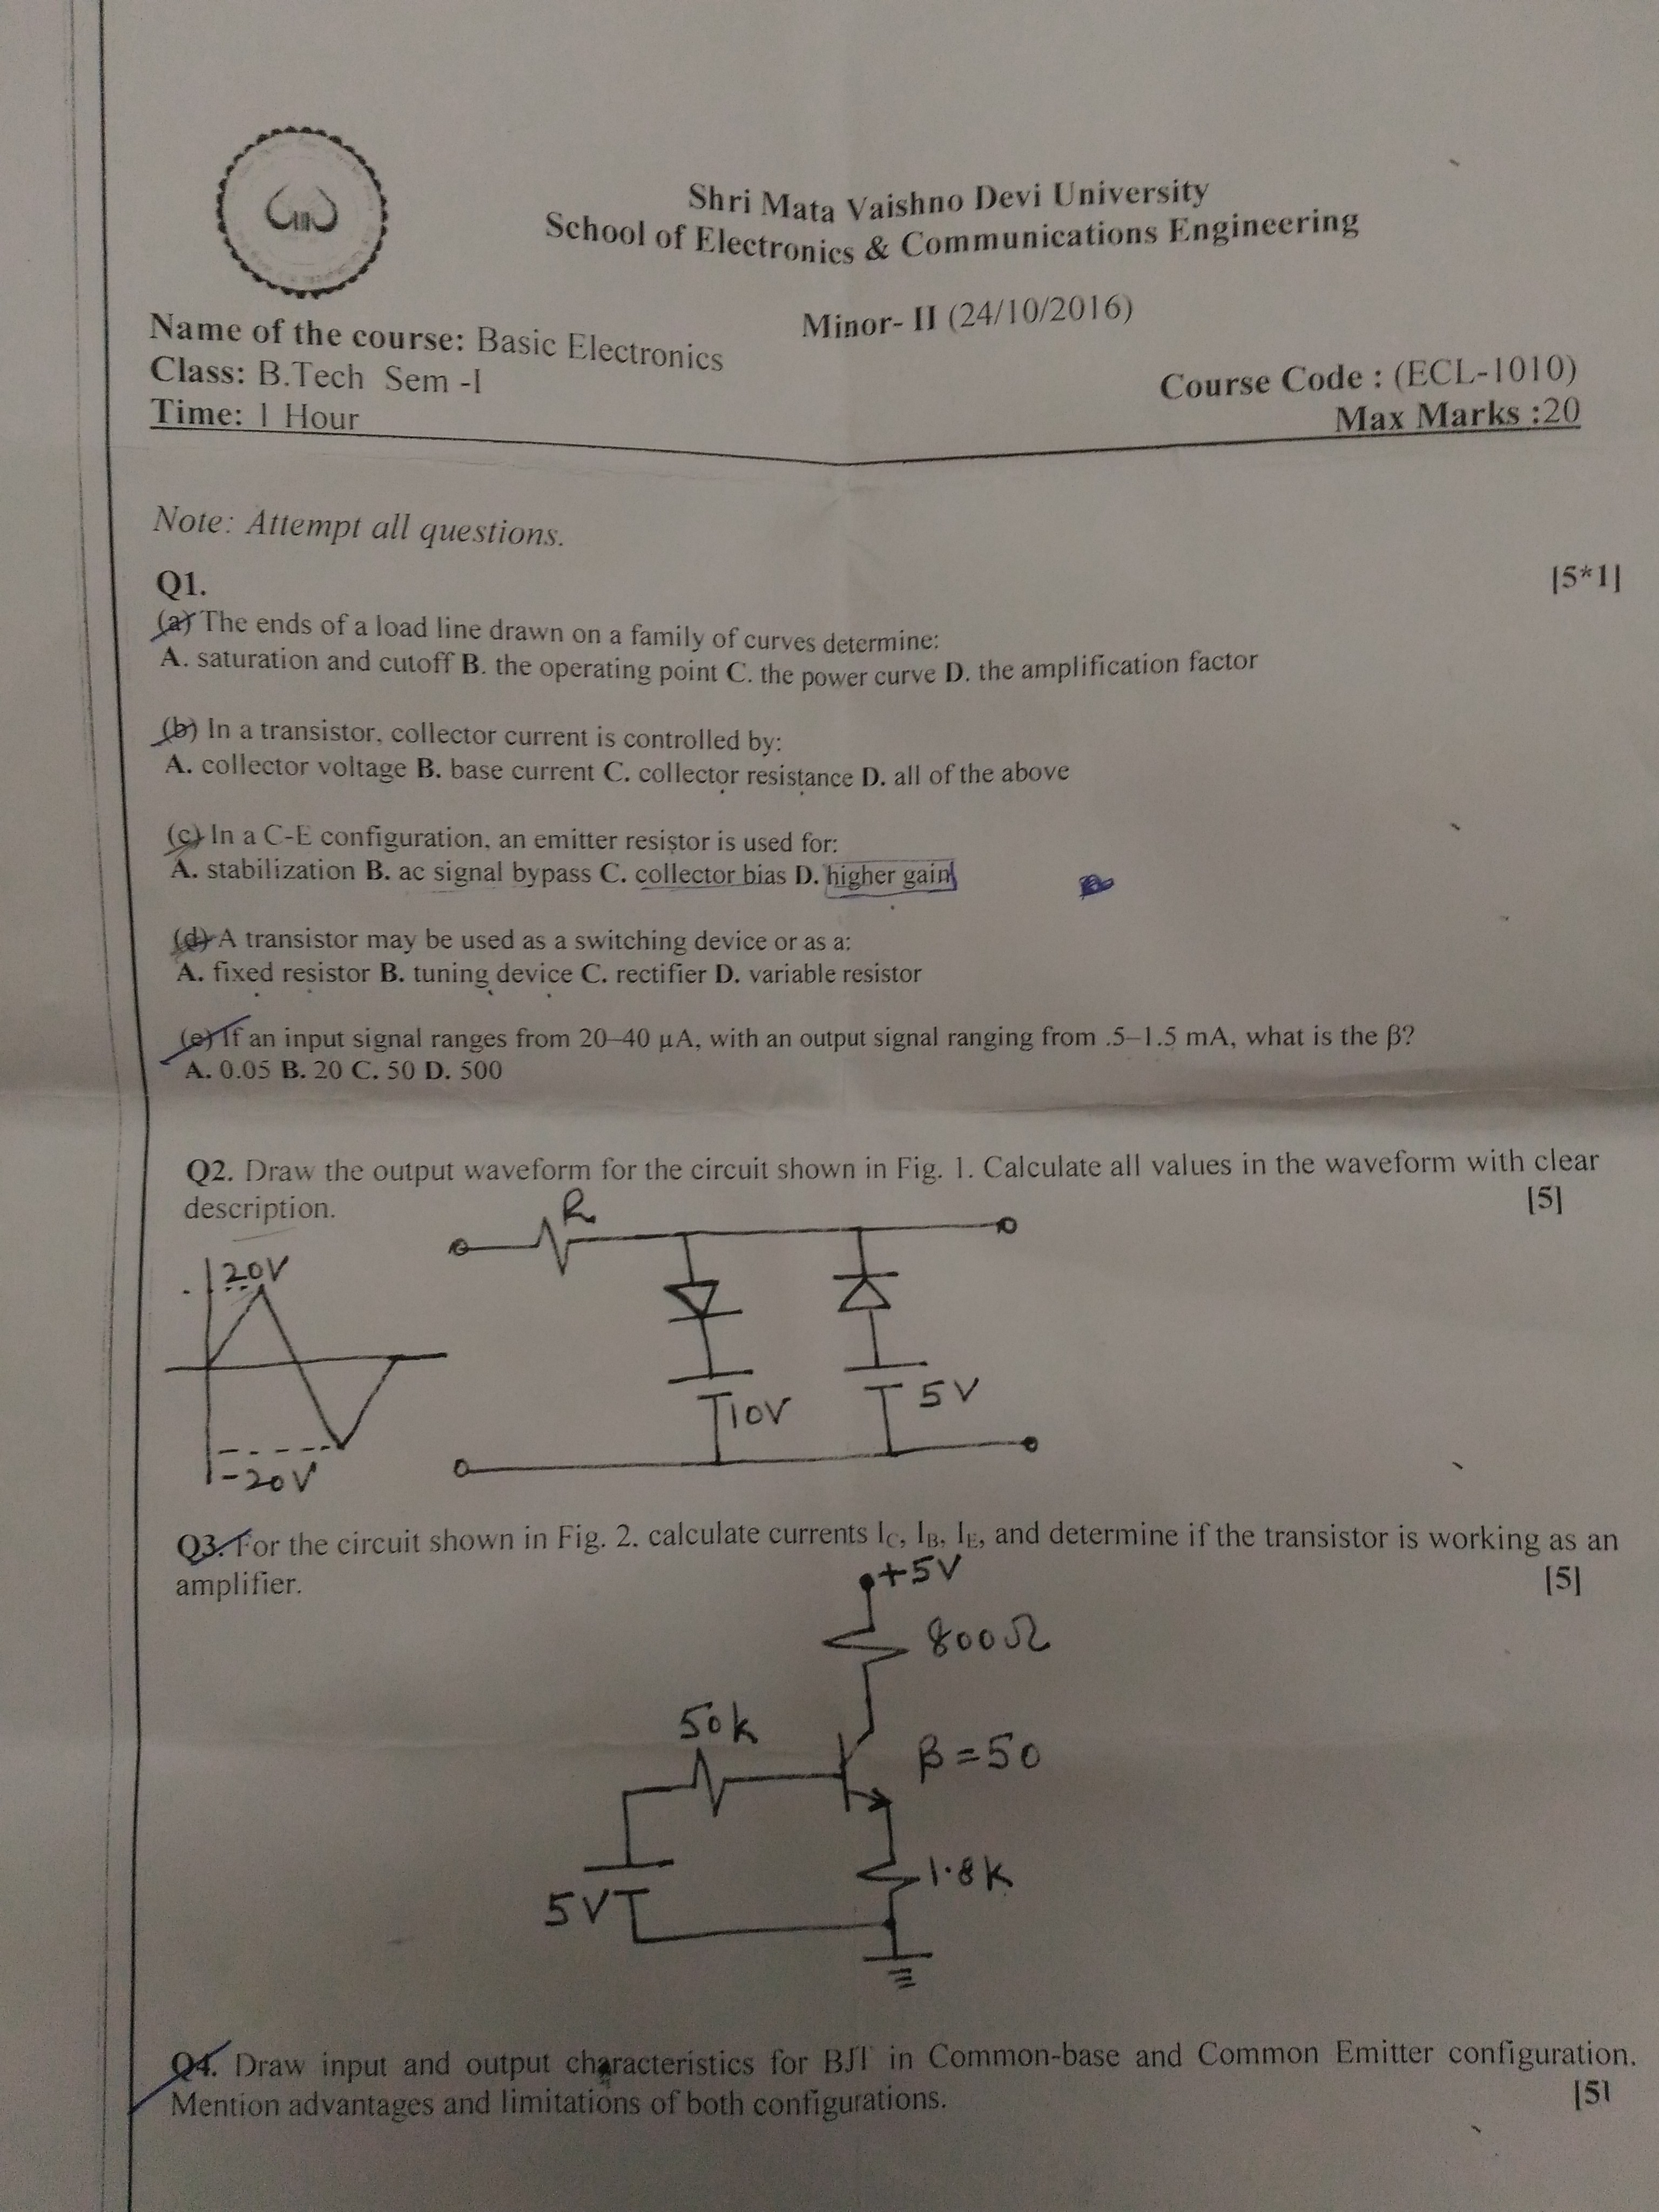 Shri Mata Vaishno Devi University
School of Electronics & Communications Engineering
Minor- II (24/10/2016)
Name of the course: Basic Electronics
Class: B.Tech Sem -I
Course Code : (ECL-1010)
Time: 1 Hour
Max Marks :20
Note: Attempt all questions.
Q1.
[5*1]
(a) The ends of a load line drawn on a family of curves determine:
A. saturation and cutoff B. the operating point C. the power curve D. the amplification factor
(b) In a transistor, collector current is controlled by:
A. collector voltage B. base current C. collector resistance D. all of the above
(c) In a C-E configuration, an emitter resistor is used for:
A. stabilization B. ac signal bypass C. collector bias D. higher gain
(d) A transistor may be used as a switching device or as a:
A. fixed resistor B. tuning device C. rectifier D. variable resistor
(e) If an input signal ranges from 20–40 μA, with an output signal ranging from .5–1.5 mA, what is the β?
A. 0.05 B. 20 C. 50 D. 500
Q2. Draw the output waveform for the circuit shown in Fig. 1. Calculate all values in the waveform with clear
description.
[5]
R
20V
10V
5V
-20V
Q3. For the circuit shown in Fig. 2. calculate currents IC, IB, IE, and determine if the transistor is working as an
amplifier.
[5]
+5V
800Ω
50k
β=50
1.8K
5V
Q4. Draw input and output characteristics for BJT in Common-base and Common Emitter configuration.
Mention advantages and limitations of both configurations.
[5]